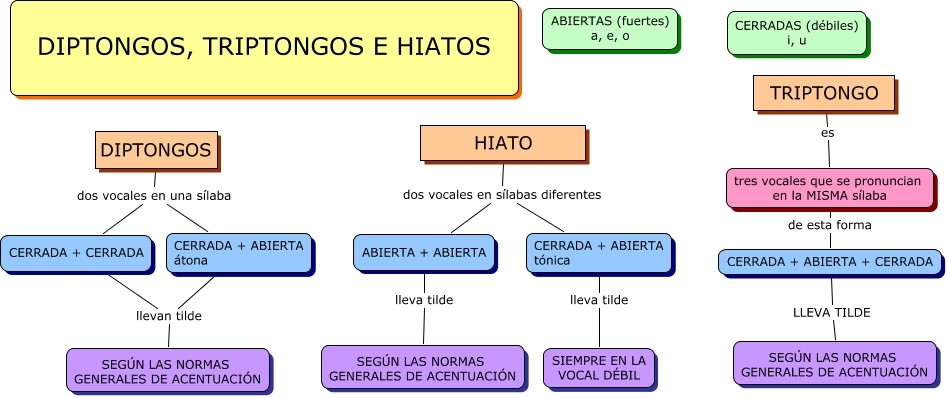 DIPTONGOS, TRIPTONGOS E HIATOS
ABIERTAS (fuertes)
a, e, o
CERRADAS (débiles)
i, u
DIPTONGOS
dos vocales en una sílaba
CERRADA + CERRADA
CERRADA + ABIERTA
átona
llevan tilde
SEGÚN LAS NORMAS
GENERALES DE ACENTUACIÓN
HIATO
dos vocales en sílabas diferentes
ABIERTA + ABIERTA
lleva tilde
SEGÚN LAS NORMAS
GENERALES DE ACENTUACIÓN
CERRADA + ABIERTA
tónica
lleva tilde
SIEMPRE EN LA
VOCAL DÉBIL
TRIPTONGO
es
tres vocales que se pronuncian
en la MISMA sílaba
de esta forma
CERRADA + ABIERTA + CERRADA
LLEVA TILDE
SEGÚN LAS NORMAS
GENERALES DE ACENTUACIÓN